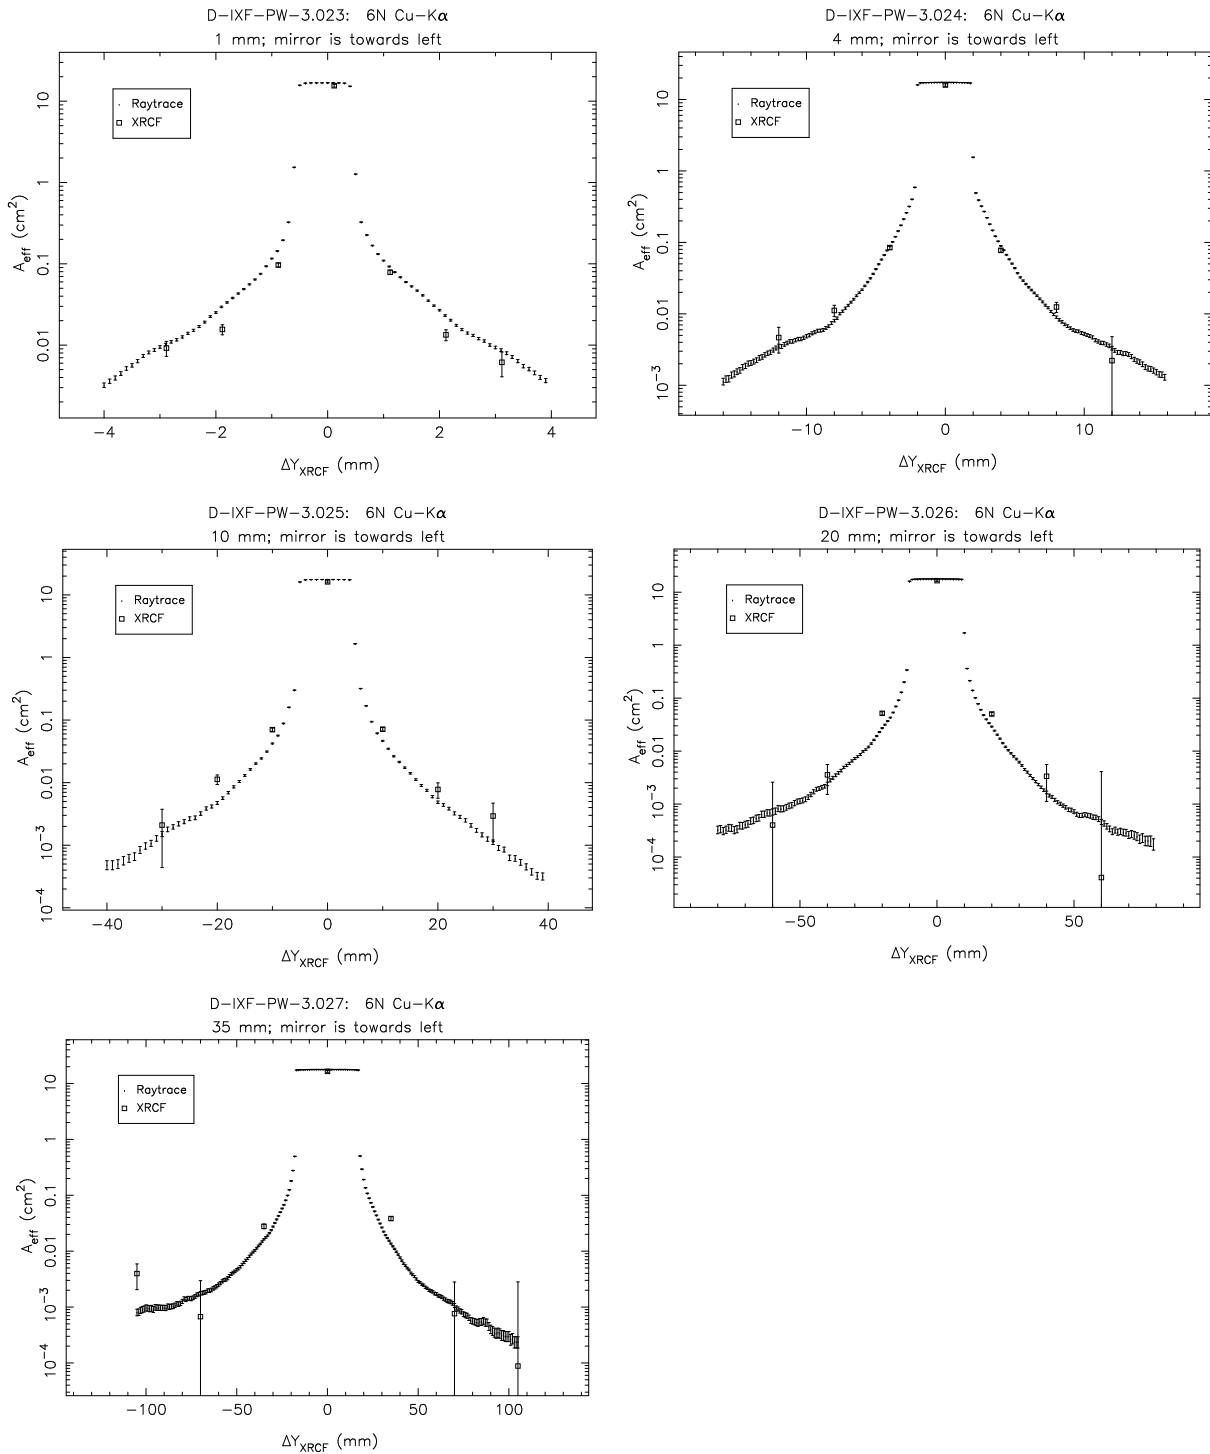 D-IXF-PW-3.023: 6N Cu-Kα
1 mm; mirror is towards left
Raytrace
XRCF
10
1
0.1
0.01
A_eff (cm²)
-4 -2 0 2 4
ΔY_XRCF (mm)
D-IXF-PW-3.024: 6N Cu-Kα
4 mm; mirror is towards left
Raytrace
XRCF
10
1
0.1
0.01
10⁻³
A_eff (cm²)
-10 0 10
ΔY_XRCF (mm)
D-IXF-PW-3.025: 6N Cu-Kα
10 mm; mirror is towards left
Raytrace
XRCF
10
1
0.1
0.01
10⁻³
10⁻⁴
A_eff (cm²)
-40 -20 0 20 40
ΔY_XRCF (mm)
D-IXF-PW-3.026: 6N Cu-Kα
20 mm; mirror is towards left
Raytrace
XRCF
10
1
0.1
0.01
10⁻³
10⁻⁴
A_eff (cm²)
-50 0 50
ΔY_XRCF (mm)
D-IXF-PW-3.027: 6N Cu-Kα
35 mm; mirror is towards left
Raytrace
XRCF
10
1
0.1
0.01
10⁻³
10⁻⁴
A_eff (cm²)
-100 -50 0 50 100
ΔY_XRCF (mm)